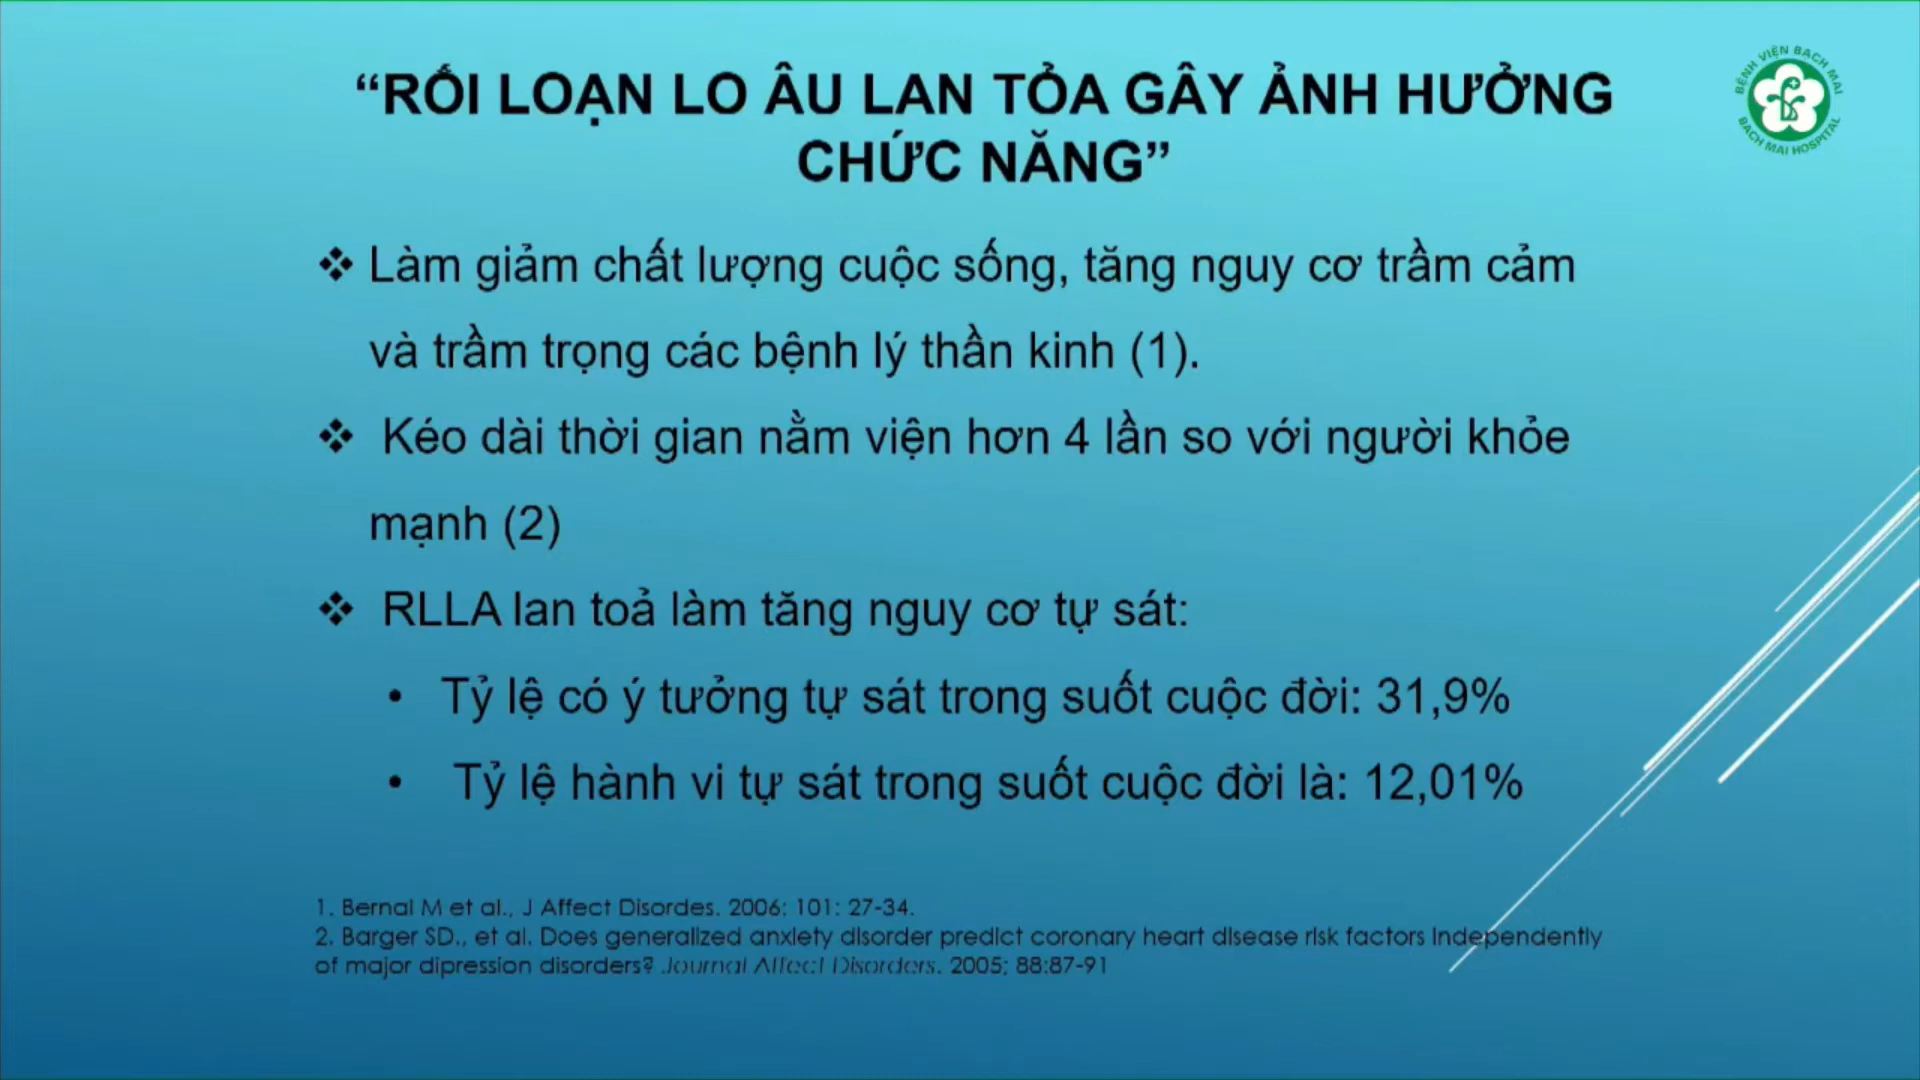 “RỐI LOẠN LO ÂU LAN TỎA GÂY ẢNH HƯỞNG
CHỨC NĂNG”
BỆNH VIỆN BẠCH MAI
BACH MAI HOSPITAL
❖ Làm giảm chất lượng cuộc sống, tăng nguy cơ trầm cảm
và trầm trọng các bệnh lý thần kinh (1).
❖ Kéo dài thời gian nằm viện hơn 4 lần so với người khỏe
mạnh (2)
❖ RLLA lan toả làm tăng nguy cơ tự sát:
• Tỷ lệ có ý tưởng tự sát trong suốt cuộc đời: 31,9%
• Tỷ lệ hành vi tự sát trong suốt cuộc đời là: 12,01%
1. Bernal M et al., J Affect Disordes. 2006; 101: 27-34.
2. Barger SD., et al. Does generalized anxiety disorder predict coronary heart disease risk factors independently
of major dipression disorders? Journal Affect Disorders. 2005; 88:87-91